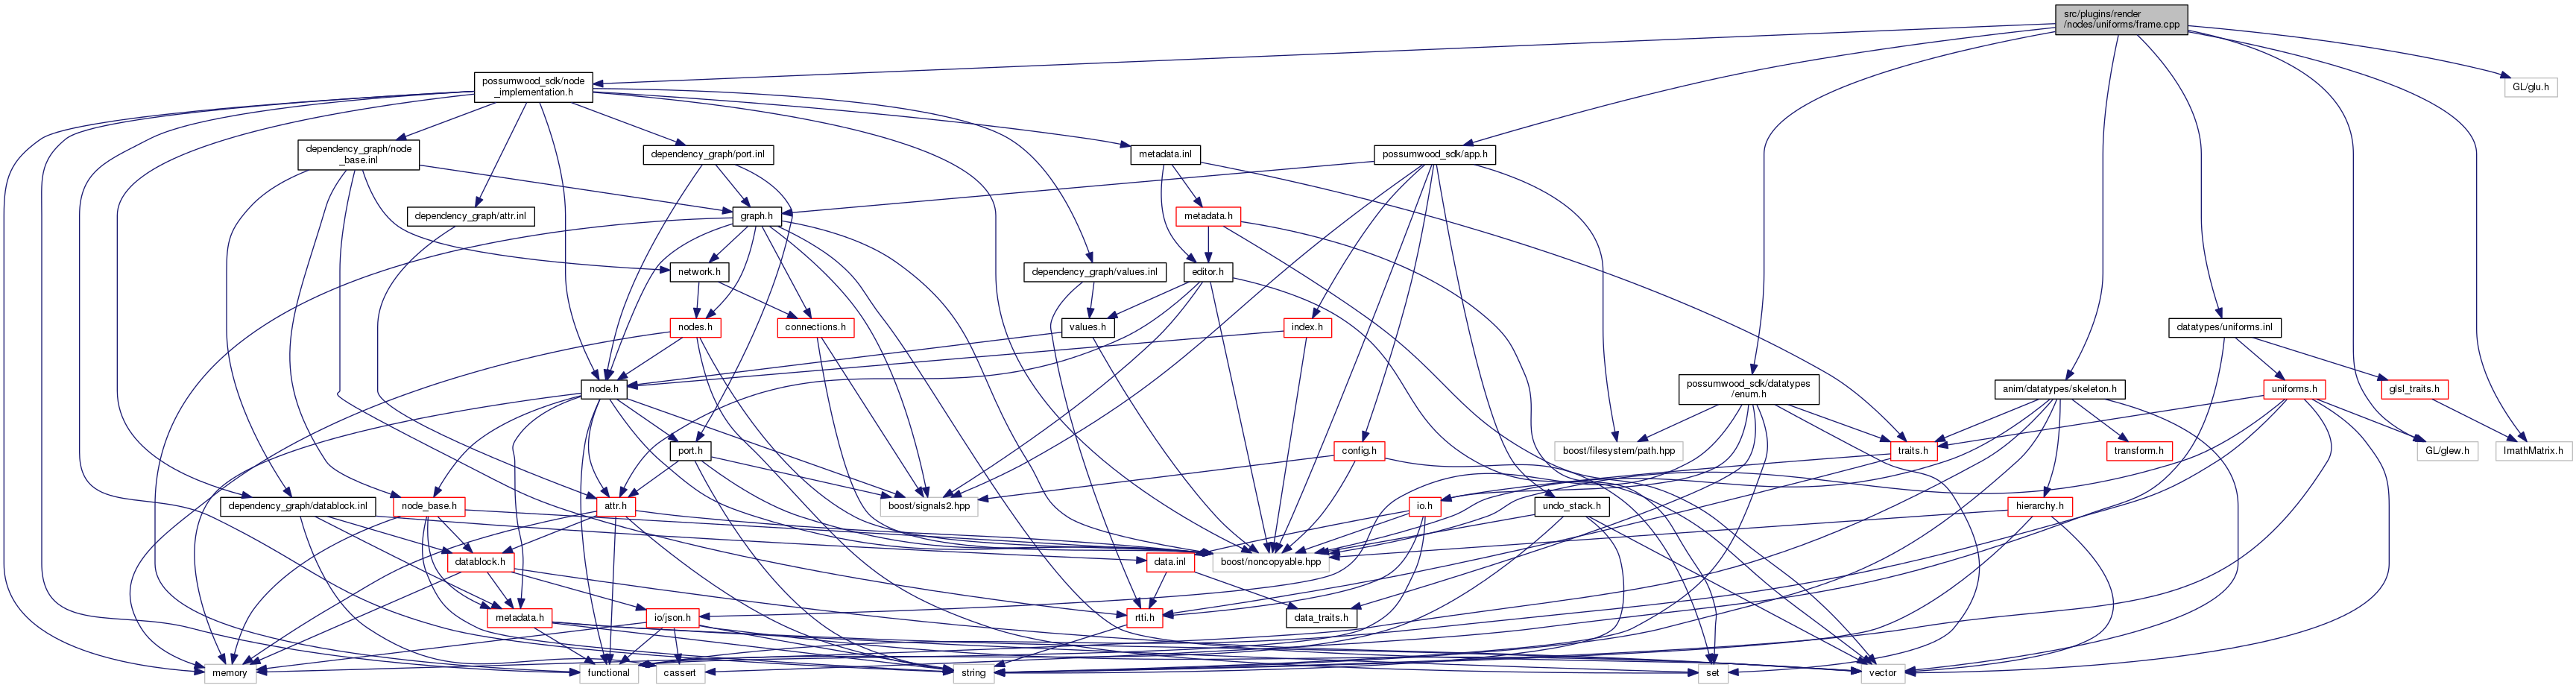 src/plugins/render
/nodes/uniforms/frame.cpp
possumwood_sdk/node
_implementation.h
GL/glu.h
dependency_graph/node
_base.inl
dependency_graph/port.inl
metadata.inl
possumwood_sdk/app.h
dependency_graph/attr.inl
graph.h
metadata.h
network.h
dependency_graph/values.inl
editor.h
nodes.h
connections.h
values.h
index.h
datatypes/uniforms.inl
node.h
possumwood_sdk/datatypes
/enum.h
anim/datatypes/skeleton.h
uniforms.h
glsl_traits.h
port.h
config.h
boost/filesystem/path.hpp
traits.h
transform.h
GL/glew.h
ImathMatrix.h
dependency_graph/datablock.inl
node_base.h
attr.h
boost/signals2.hpp
io.h
undo_stack.h
hierarchy.h
datablock.h
data.inl
boost/noncopyable.hpp
metadata.h
io/json.h
rtti.h
data_traits.h
memory
functional
cassert
string
set
vector